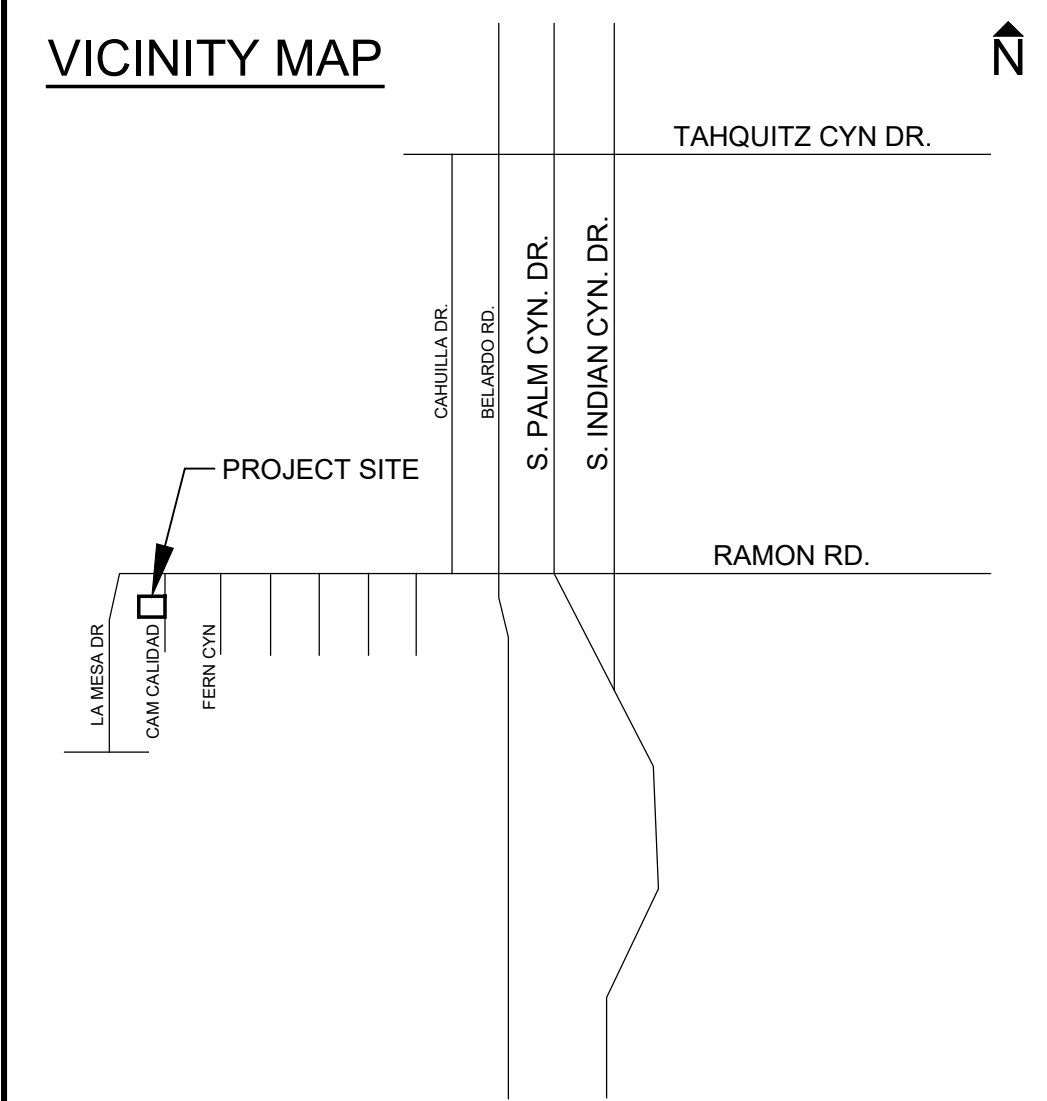 VICINITY MAP
N
TAHQUITZ CYN DR.
CAHUILLA DR.
BELARDO RD.
S. PALM CYN. DR.
S. INDIAN CYN. DR.
PROJECT SITE
RAMON RD.
LA MESA DR
CAM CALIDAD
FERN CYN